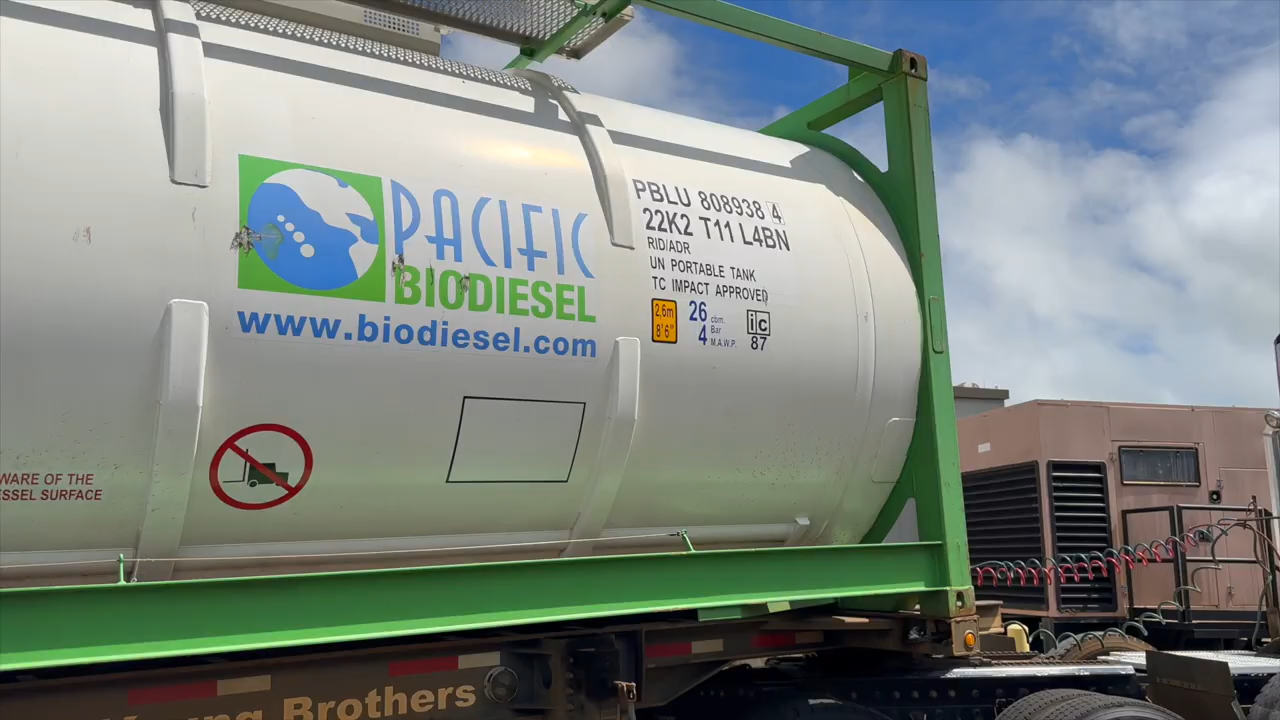 PACIFIC
BIODIESEL
www.biodiesel.com
PBLU 808938 4
22K2 T11 L4BN
RID/ADR
UN PORTABLE TANK
TC IMPACT APPROVED
2,6m
8'6"
26 cbm.
4 Bar
M.A.W.P.
ic
87
WARE OF THE
ESSEL SURFACE
Brothers